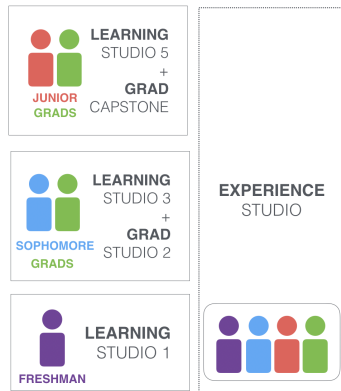 LEARNING
STUDIO 5
+
GRAD
CAPSTONE
JUNIOR
GRADS
LEARNING
STUDIO 3
+
GRAD
STUDIO 2
SOPHOMORE
GRADS
LEARNING
STUDIO 1
FRESHMAN
EXPERIENCE
STUDIO